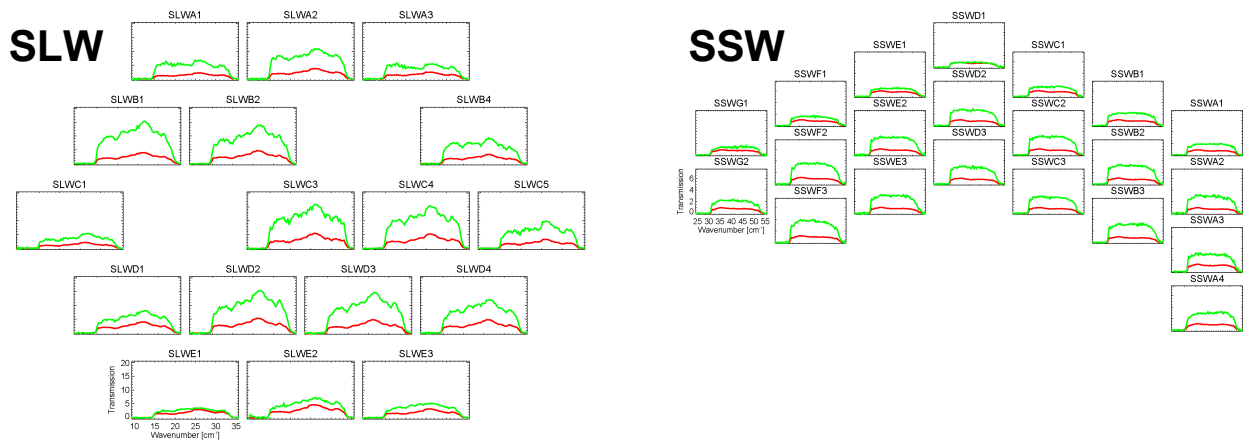 SLW
SLWA1
SLWA2
SLWA3
SLWB1
SLWB2
SLWB4
SLWC1
SLWC3
SLWC4
SLWC5
SLWD1
SLWD2
SLWD3
SLWD4
SLWE1
SLWE2
SLWE3
20
15
10
5
0
Transmission
10 15 20 25 30 35
Wavenumber [cm⁻¹]
SSW
SSWD1
SSWE1
SSWC1
SSWF1
SSWD2
SSWB1
SSWG1
SSWE2
SSWC2
SSWA1
SSWF2
SSWD3
SSWB2
SSWG2
SSWE3
SSWC3
SSWA2
SSWF3
SSWB3
SSWA3
SSWA4
6
4
2
0
Transmission
25 30 35 40 45 50 55
Wavenumber [cm⁻¹]